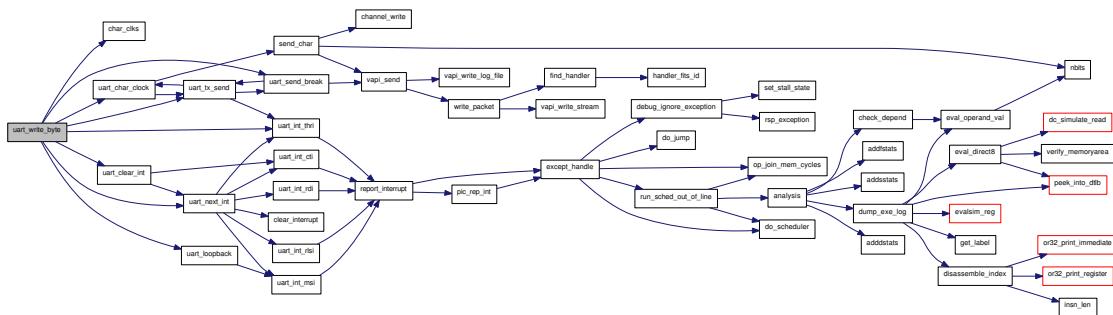 uart_write_byte
char_clks
uart_char_clock
uart_clear_int
uart_tx_send
uart_next_int
uart_loopback
send_char
uart_send_break
uart_int_thri
uart_int_cti
uart_int_rdi
clear_interrupt
uart_int_rlsi
uart_int_msi
channel_write
vapi_send
report_interrupt
vapi_write_log_file
write_packet
pic_rep_int
find_handler
vapi_write_stream
except_handle
handler_fits_id
debug_ignore_exception
do_jump
run_sched_out_of_line
set_stall_state
rsp_exception
op_join_mem_cycles
analysis
do_scheduler
check_depend
addfstats
addsstats
dump_exe_log
adddstats
eval_operand_val
eval_direct8
evalsim_reg
get_label
disassemble_index
nbits
dc_simulate_read
verify_memoryarea
peek_into_dtlb
or32_print_immediate
or32_print_register
insn_len